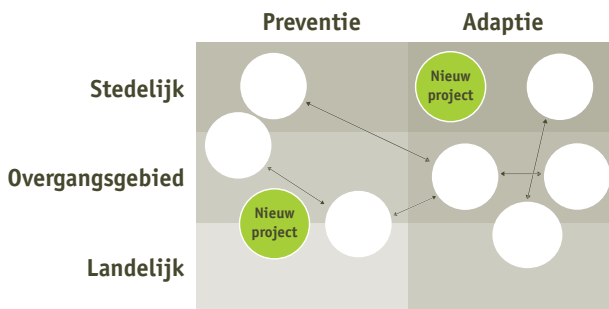 Preventie
Adaptie
Stedelijk
Nieuw
project
Overgangsgebied
Nieuw
project
Landelijk